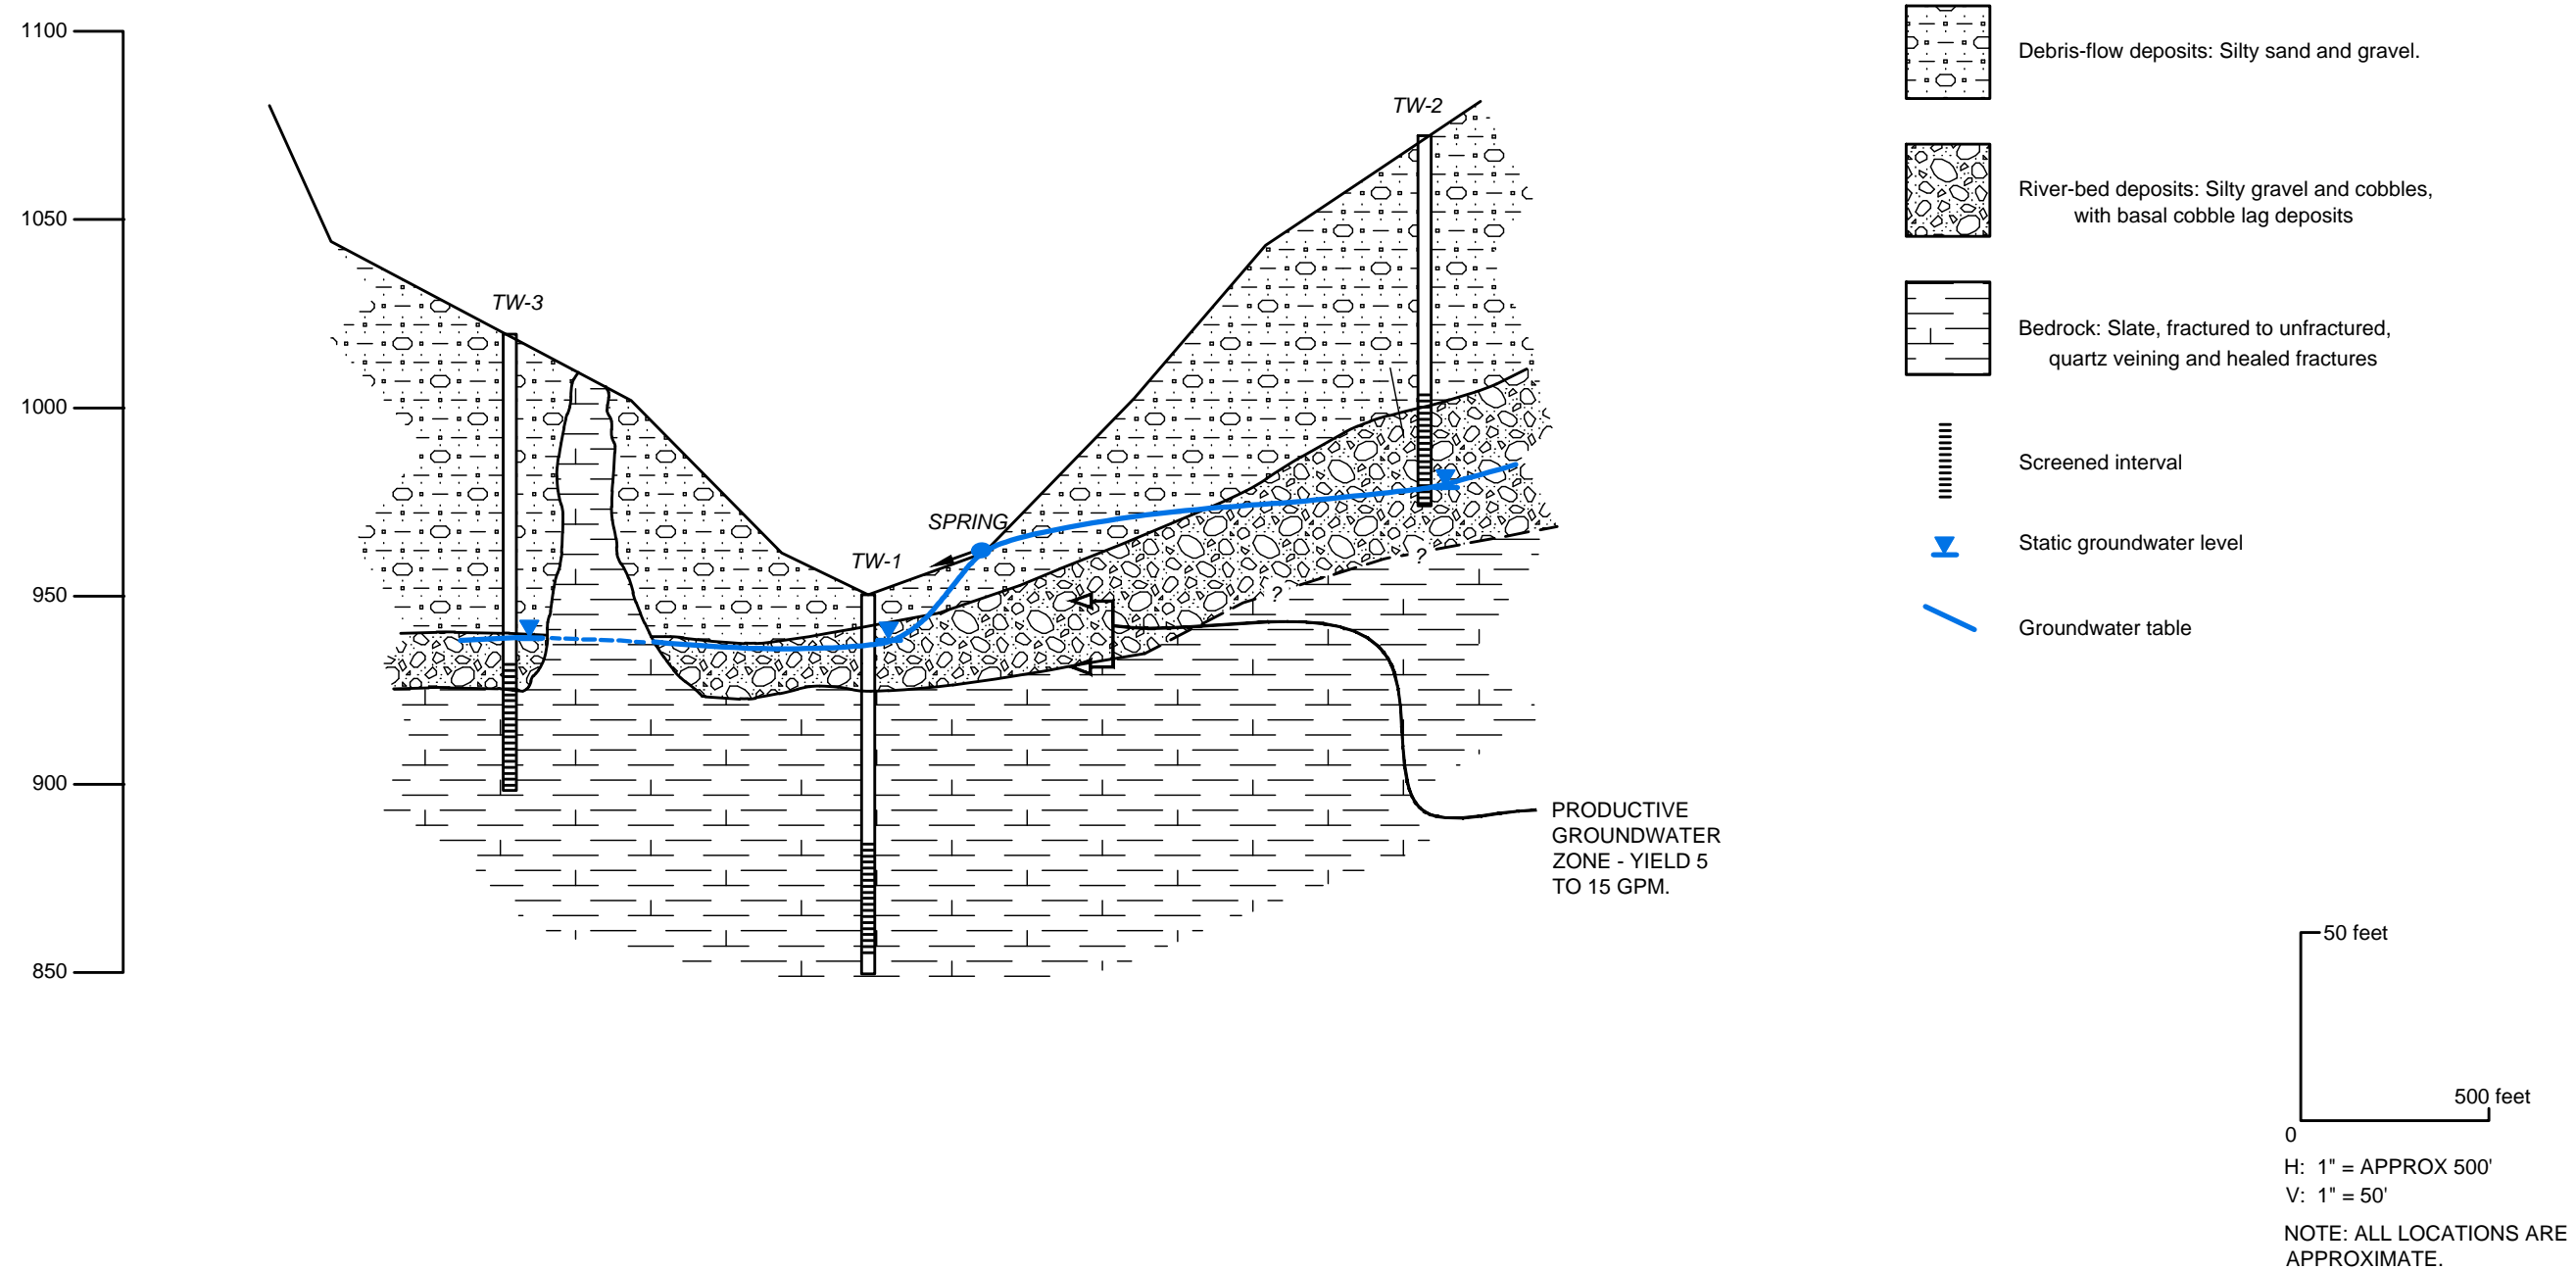 1100
1050
1000
950
900
850
TW-3
TW-1
SPRING
TW-2
?
?
PRODUCTIVE
GROUNDWATER
ZONE - YIELD 5
TO 15 GPM.
Debris-flow deposits: Silty sand and gravel.
River-bed deposits: Silty gravel and cobbles,
with basal cobble lag deposits
Bedrock: Slate, fractured to unfractured,
quartz veining and healed fractures
Screened interval
Static groundwater level
Groundwater table
50 feet
500 feet
0
H: 1" = APPROX 500'
V: 1" = 50'
NOTE: ALL LOCATIONS ARE
APPROXIMATE.